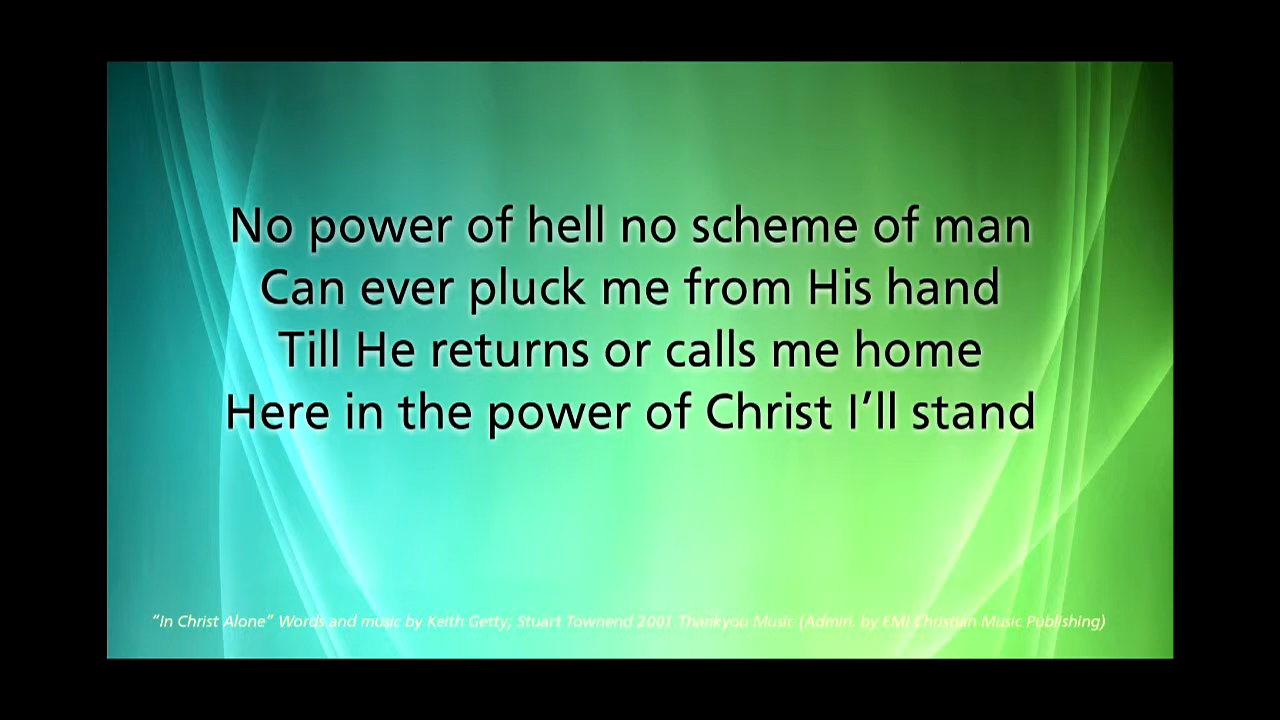 No power of hell no scheme of man
Can ever pluck me from His hand
Till He returns or calls me home
Here in the power of Christ I’ll stand
“In Christ Alone” Words and music by Keith Getty; Stuart Townend 2001 Thankyou Music (Admin. by EMI Christian Music Publishing)